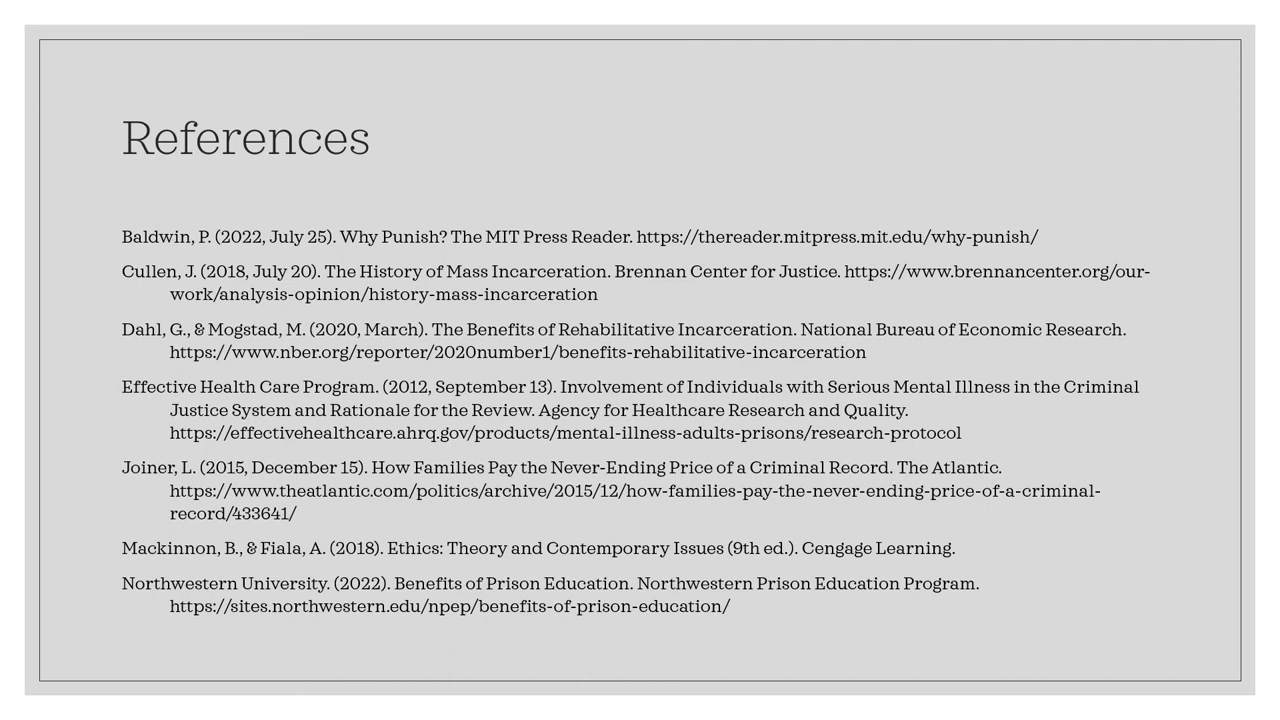 References
Baldwin, P. (2022, July 25). Why Punish? The MIT Press Reader. https://thereader.mitpress.mit.edu/why-punish/
Cullen, J. (2018, July 20). The History of Mass Incarceration. Brennan Center for Justice. https://www.brennancenter.org/our-
work/analysis-opinion/history-mass-incarceration
Dahl, G., & Mogstad, M. (2020, March). The Benefits of Rehabilitative Incarceration. National Bureau of Economic Research.
https://www.nber.org/reporter/2020number1/benefits-rehabilitative-incarceration
Effective Health Care Program. (2012, September 13). Involvement of Individuals with Serious Mental Illness in the Criminal
Justice System and Rationale for the Review. Agency for Healthcare Research and Quality.
https://effectivehealthcare.ahrq.gov/products/mental-illness-adults-prisons/research-protocol
Joiner, L. (2015, December 15). How Families Pay the Never-Ending Price of a Criminal Record. The Atlantic.
https://www.theatlantic.com/politics/archive/2015/12/how-families-pay-the-never-ending-price-of-a-criminal-
record/433641/
Mackinnon, B., & Fiala, A. (2018). Ethics: Theory and Contemporary Issues (9th ed.). Cengage Learning.
Northwestern University. (2022). Benefits of Prison Education. Northwestern Prison Education Program.
https://sites.northwestern.edu/npep/benefits-of-prison-education/